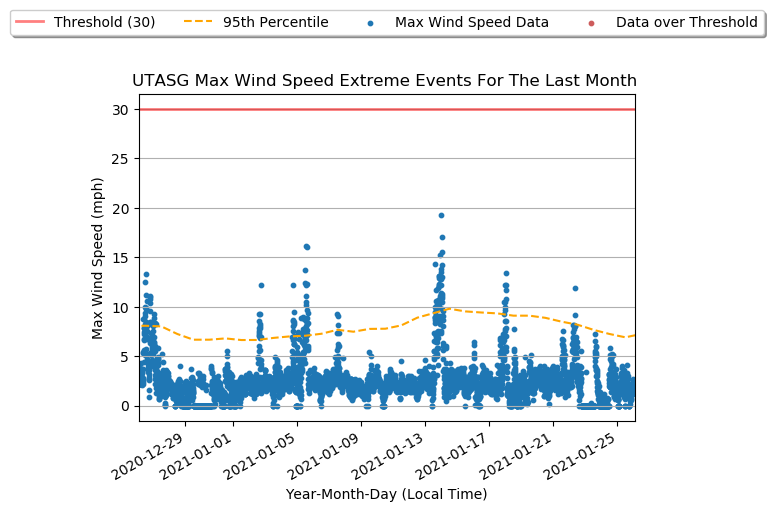 Threshold (30) 95th Percentile Max Wind Speed Data Data over Threshold
UTASG Max Wind Speed Extreme Events For The Last Month
Max Wind Speed (mph)
30
25
20
15
10
5
0
2020-12-29 2021-01-01 2021-01-05 2021-01-09 2021-01-13 2021-01-17 2021-01-21 2021-01-25
Year-Month-Day (Local Time)